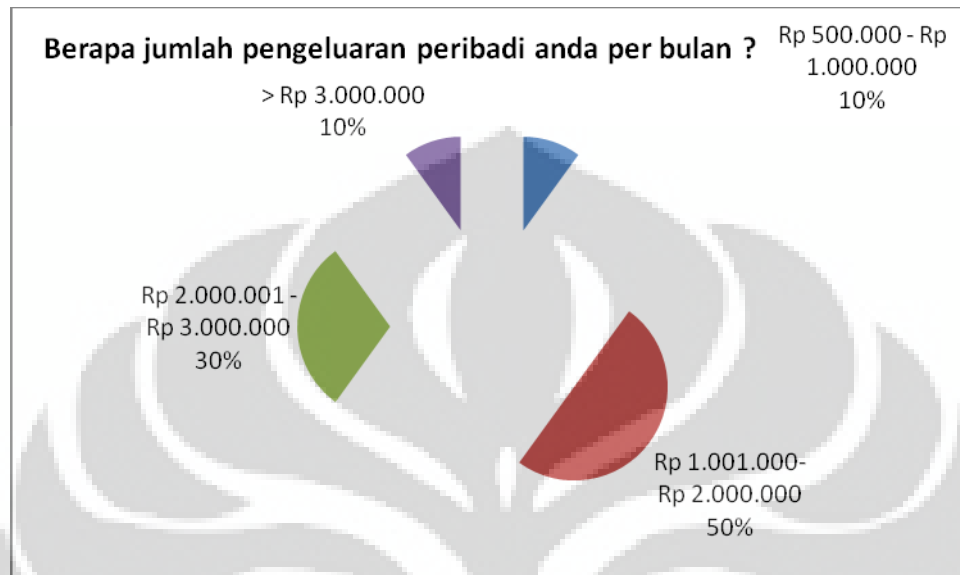 Berapa jumlah pengeluaran peribadi anda per bulan ?
Rp 500.000 - Rp
1.000.000
10%
> Rp 3.000.000
10%
Rp 2.000.001 -
Rp 3.000.000
30%
Rp 1.001.000-
Rp 2.000.000
50%